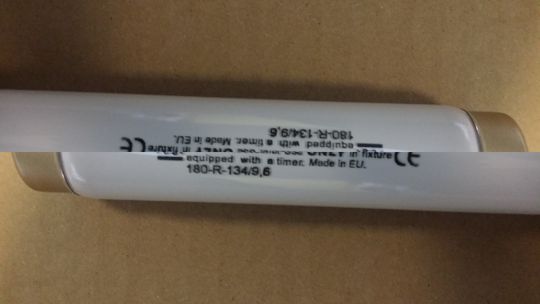 180-R-134/9,6
equipped with a timer. Made in EU.
ONLY in fixture
equipped with a timer. Made in EU.
180-R-134/9,6